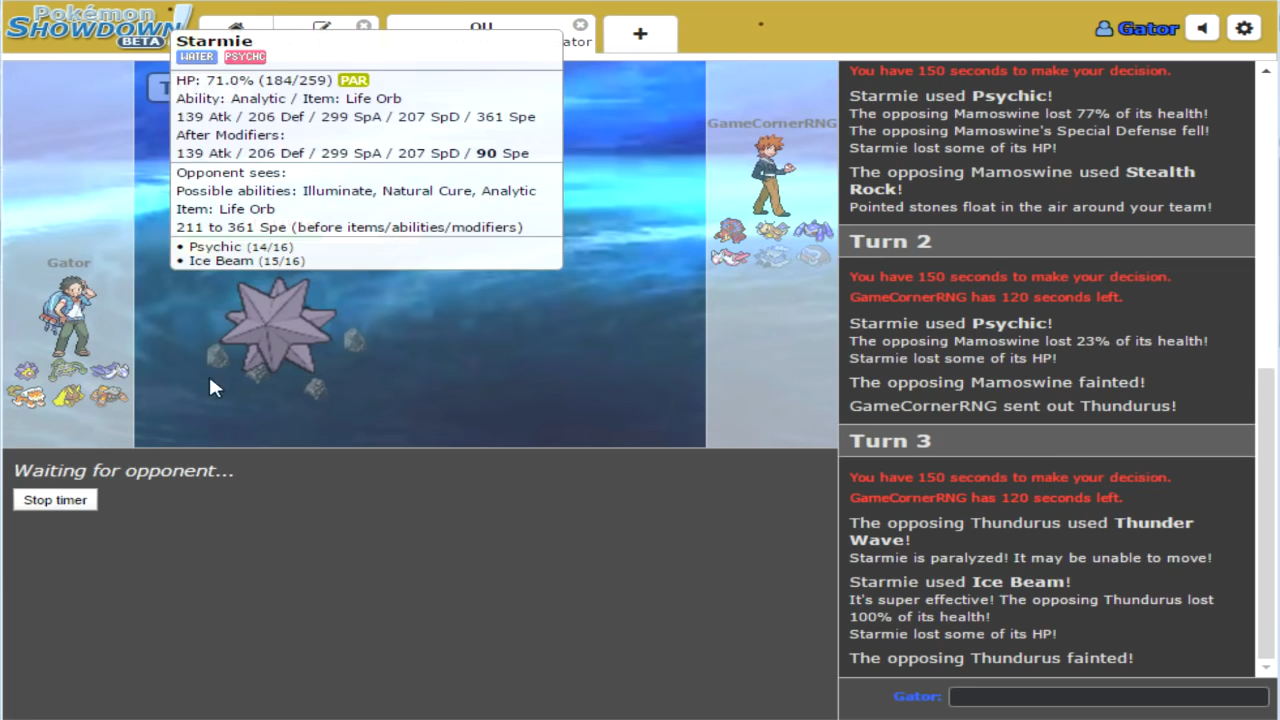 Pokémon
SHOWDOWN!
BETA
OU
ator
+
Gator
Starmie
WATER PSYCHC
HP: 71.0% (184/259) PAR
Ability: Analytic / Item: Life Orb
139 Atk / 206 Def / 299 SpA / 207 SpD / 361 Spe
After Modifiers:
139 Atk / 206 Def / 299 SpA / 207 SpD / 90 Spe
Opponent sees:
Possible abilities: Illuminate, Natural Cure, Analytic
Item: Life Orb
211 to 361 Spe (before items/abilities/modifiers)
• Psychic (14/16)
• Ice Beam (15/16)
T
GameCornerRNG
Gator
Waiting for opponent...
Stop timer
You have 150 seconds to make your decision.
Starmie used Psychic!
The opposing Mamoswine lost 77% of its health!
The opposing Mamoswine's Special Defense fell!
Starmie lost some of its HP!
The opposing Mamoswine used Stealth
Rock!
Pointed stones float in the air around your team!
Turn 2
You have 150 seconds to make your decision.
GameCornerRNG has 120 seconds left.
Starmie used Psychic!
The opposing Mamoswine lost 23% of its health!
Starmie lost some of its HP!
The opposing Mamoswine fainted!
GameCornerRNG sent out Thundurus!
Turn 3
You have 150 seconds to make your decision.
GameCornerRNG has 120 seconds left.
The opposing Thundurus used Thunder
Wave!
Starmie is paralyzed! It may be unable to move!
Starmie used Ice Beam!
It's super effective! The opposing Thundurus lost
100% of its health!
Starmie lost some of its HP!
The opposing Thundurus fainted!
Gator: